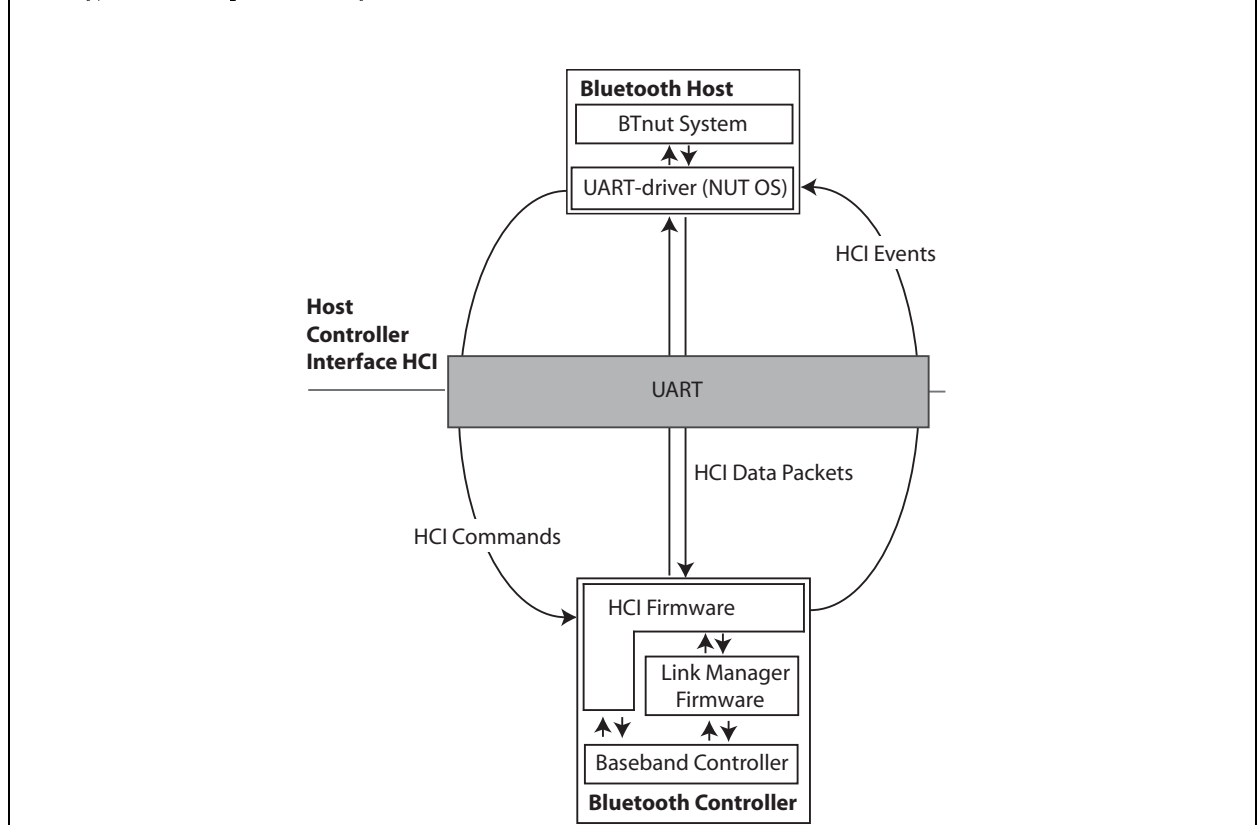 Bluetooth Host
BTnut System
UART-driver (NUT OS)
HCI Events
Host
Controller
Interface HCI
UART
HCI Data Packets
HCI Commands
HCI Firmware
Link Manager
Firmware
Baseband Controller
Bluetooth Controller